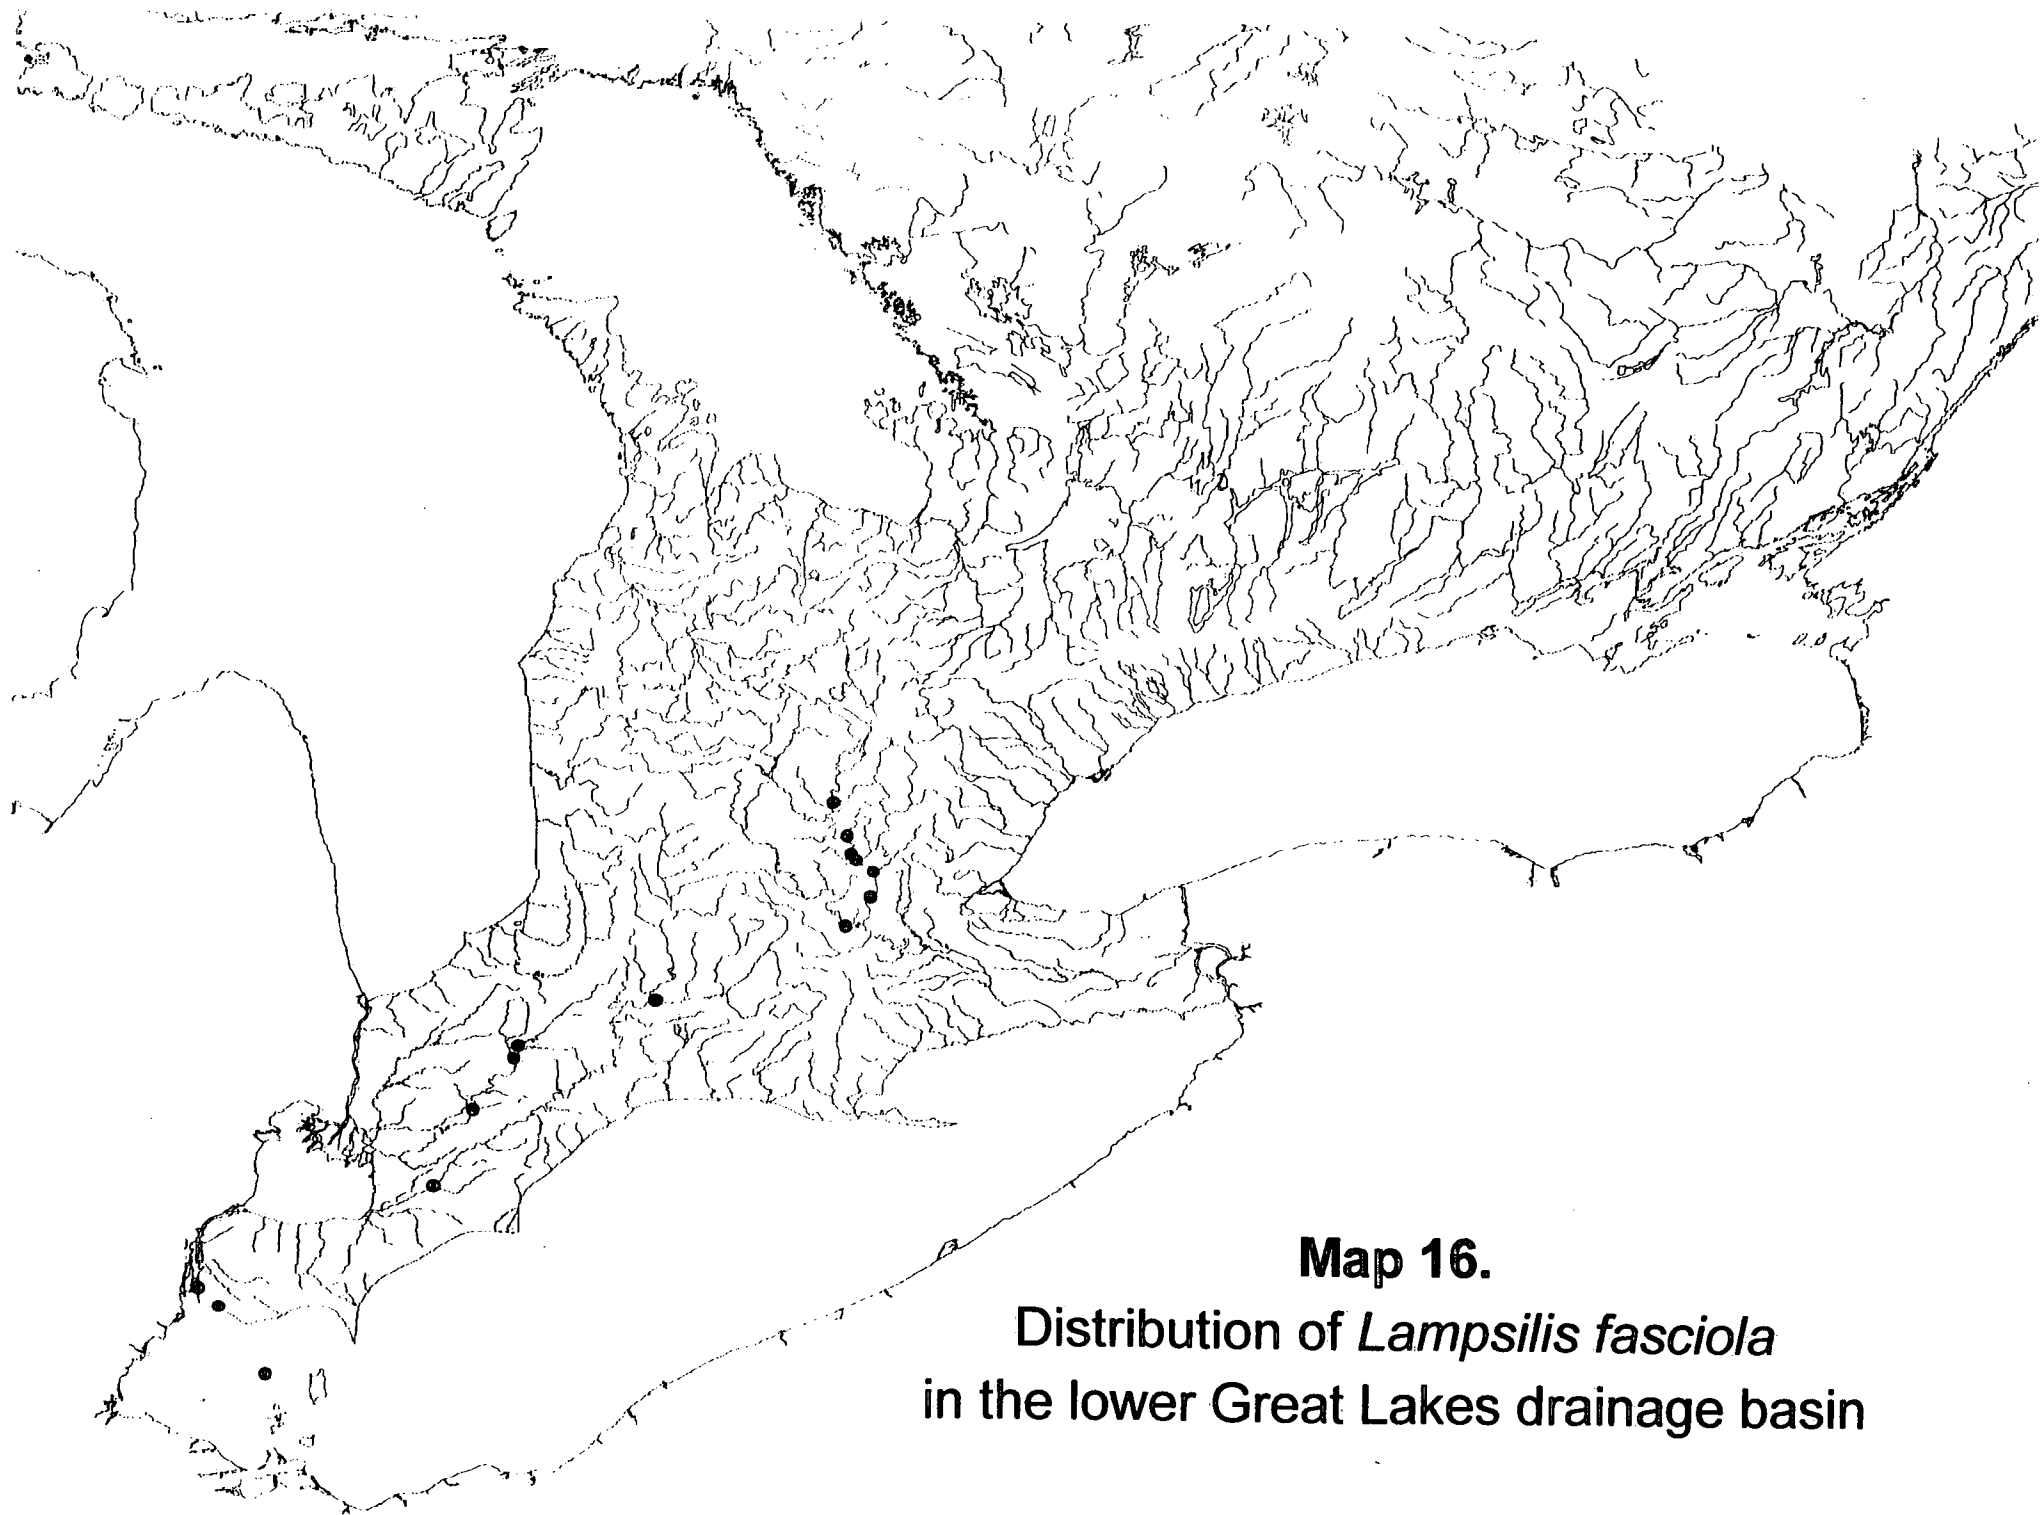 Map 16.
Distribution of Lampsilis fasciola
in the lower Great Lakes drainage basin